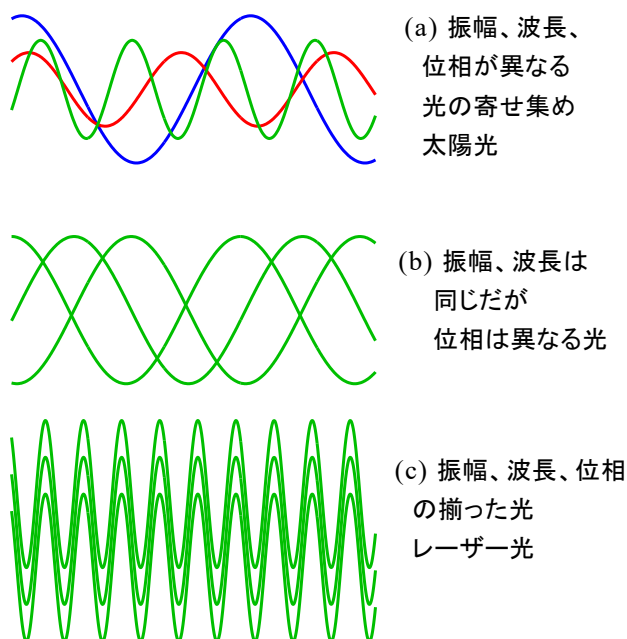 (a) 振幅、波長、
位相が異なる
光の寄せ集め
太陽光
(b) 振幅、波長は
同じだが
位相は異なる光
(c) 振幅、波長、位相
の揃った光
レーザー光